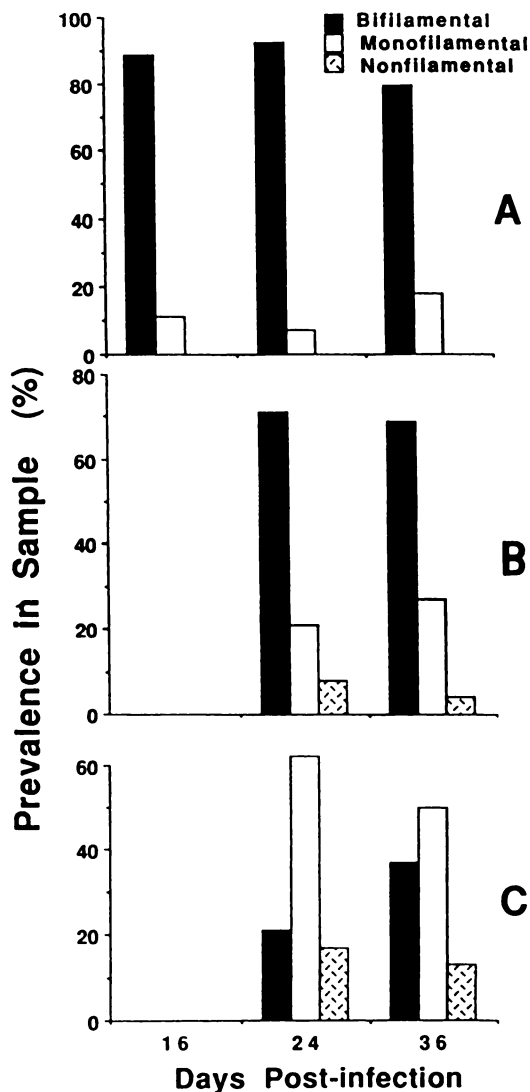 Bifilamental
Monofilamental
Nonfilamental
100
80
60
40
20
0
A
80
60
40
20
0
B
60
40
20
0
C
Prevalence in Sample (%)
16 24 36
Days Post-infection